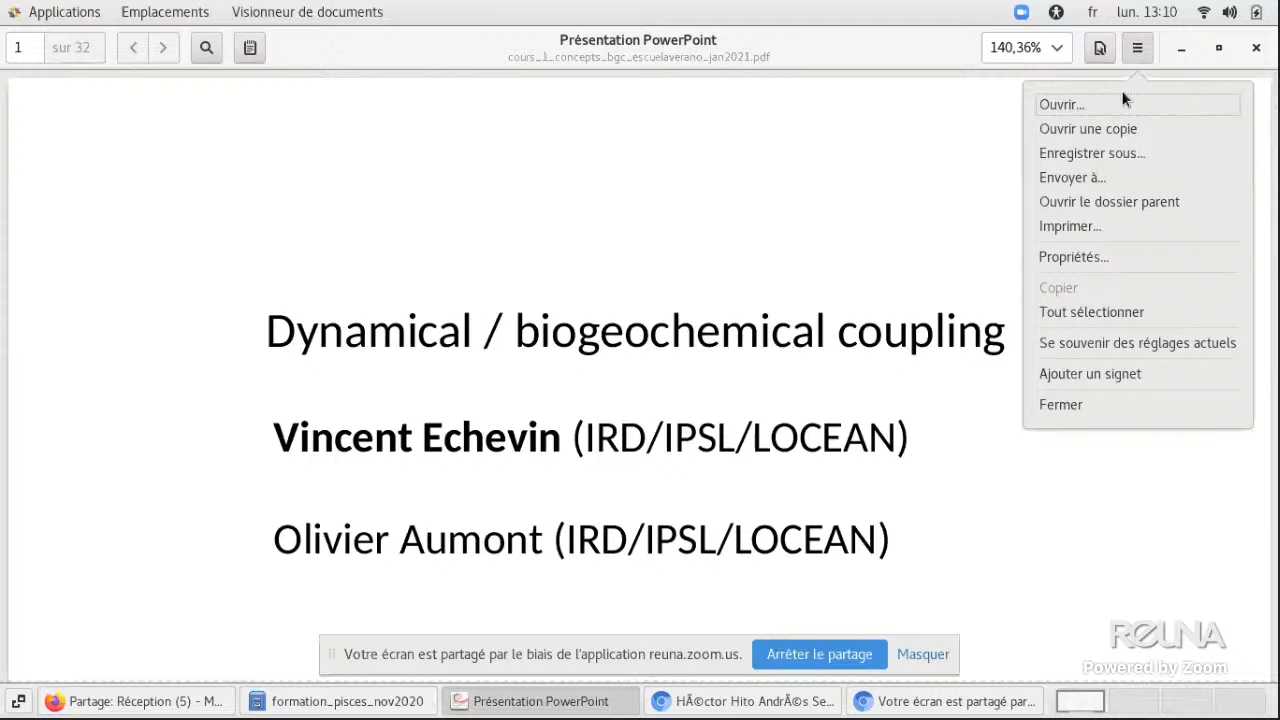 Applications Emplacements Visionneur de documents fr lun. 13:10
1 sur 32 Présentation PowerPoint 140,36%
cours_1_concepts_bgc_escuelaverano_jan2021.pdf
Ouvrir...
Ouvrir une copie
Enregistrer sous...
Envoyer à...
Ouvrir le dossier parent
Imprimer...
Propriétés...
Copier
Tout sélectionner
Se souvenir des réglages actuels
Ajouter un signet
Fermer
Dynamical / biogeochemical coupling
Vincent Echevin (IRD/IPSL/LOCEAN)
Olivier Aumont (IRD/IPSL/LOCEAN)
REUNA
Powered by Zoom
Votre écran est partagé par le biais de l'application reuna.zoom.us. Arrêter le partage Masquer
Partage: Réception (5) - M... formation_pisces_nov2020 Présentation PowerPoint HÃ©ctor Hito AndrÃ©s Se... Votre écran est partagé par...